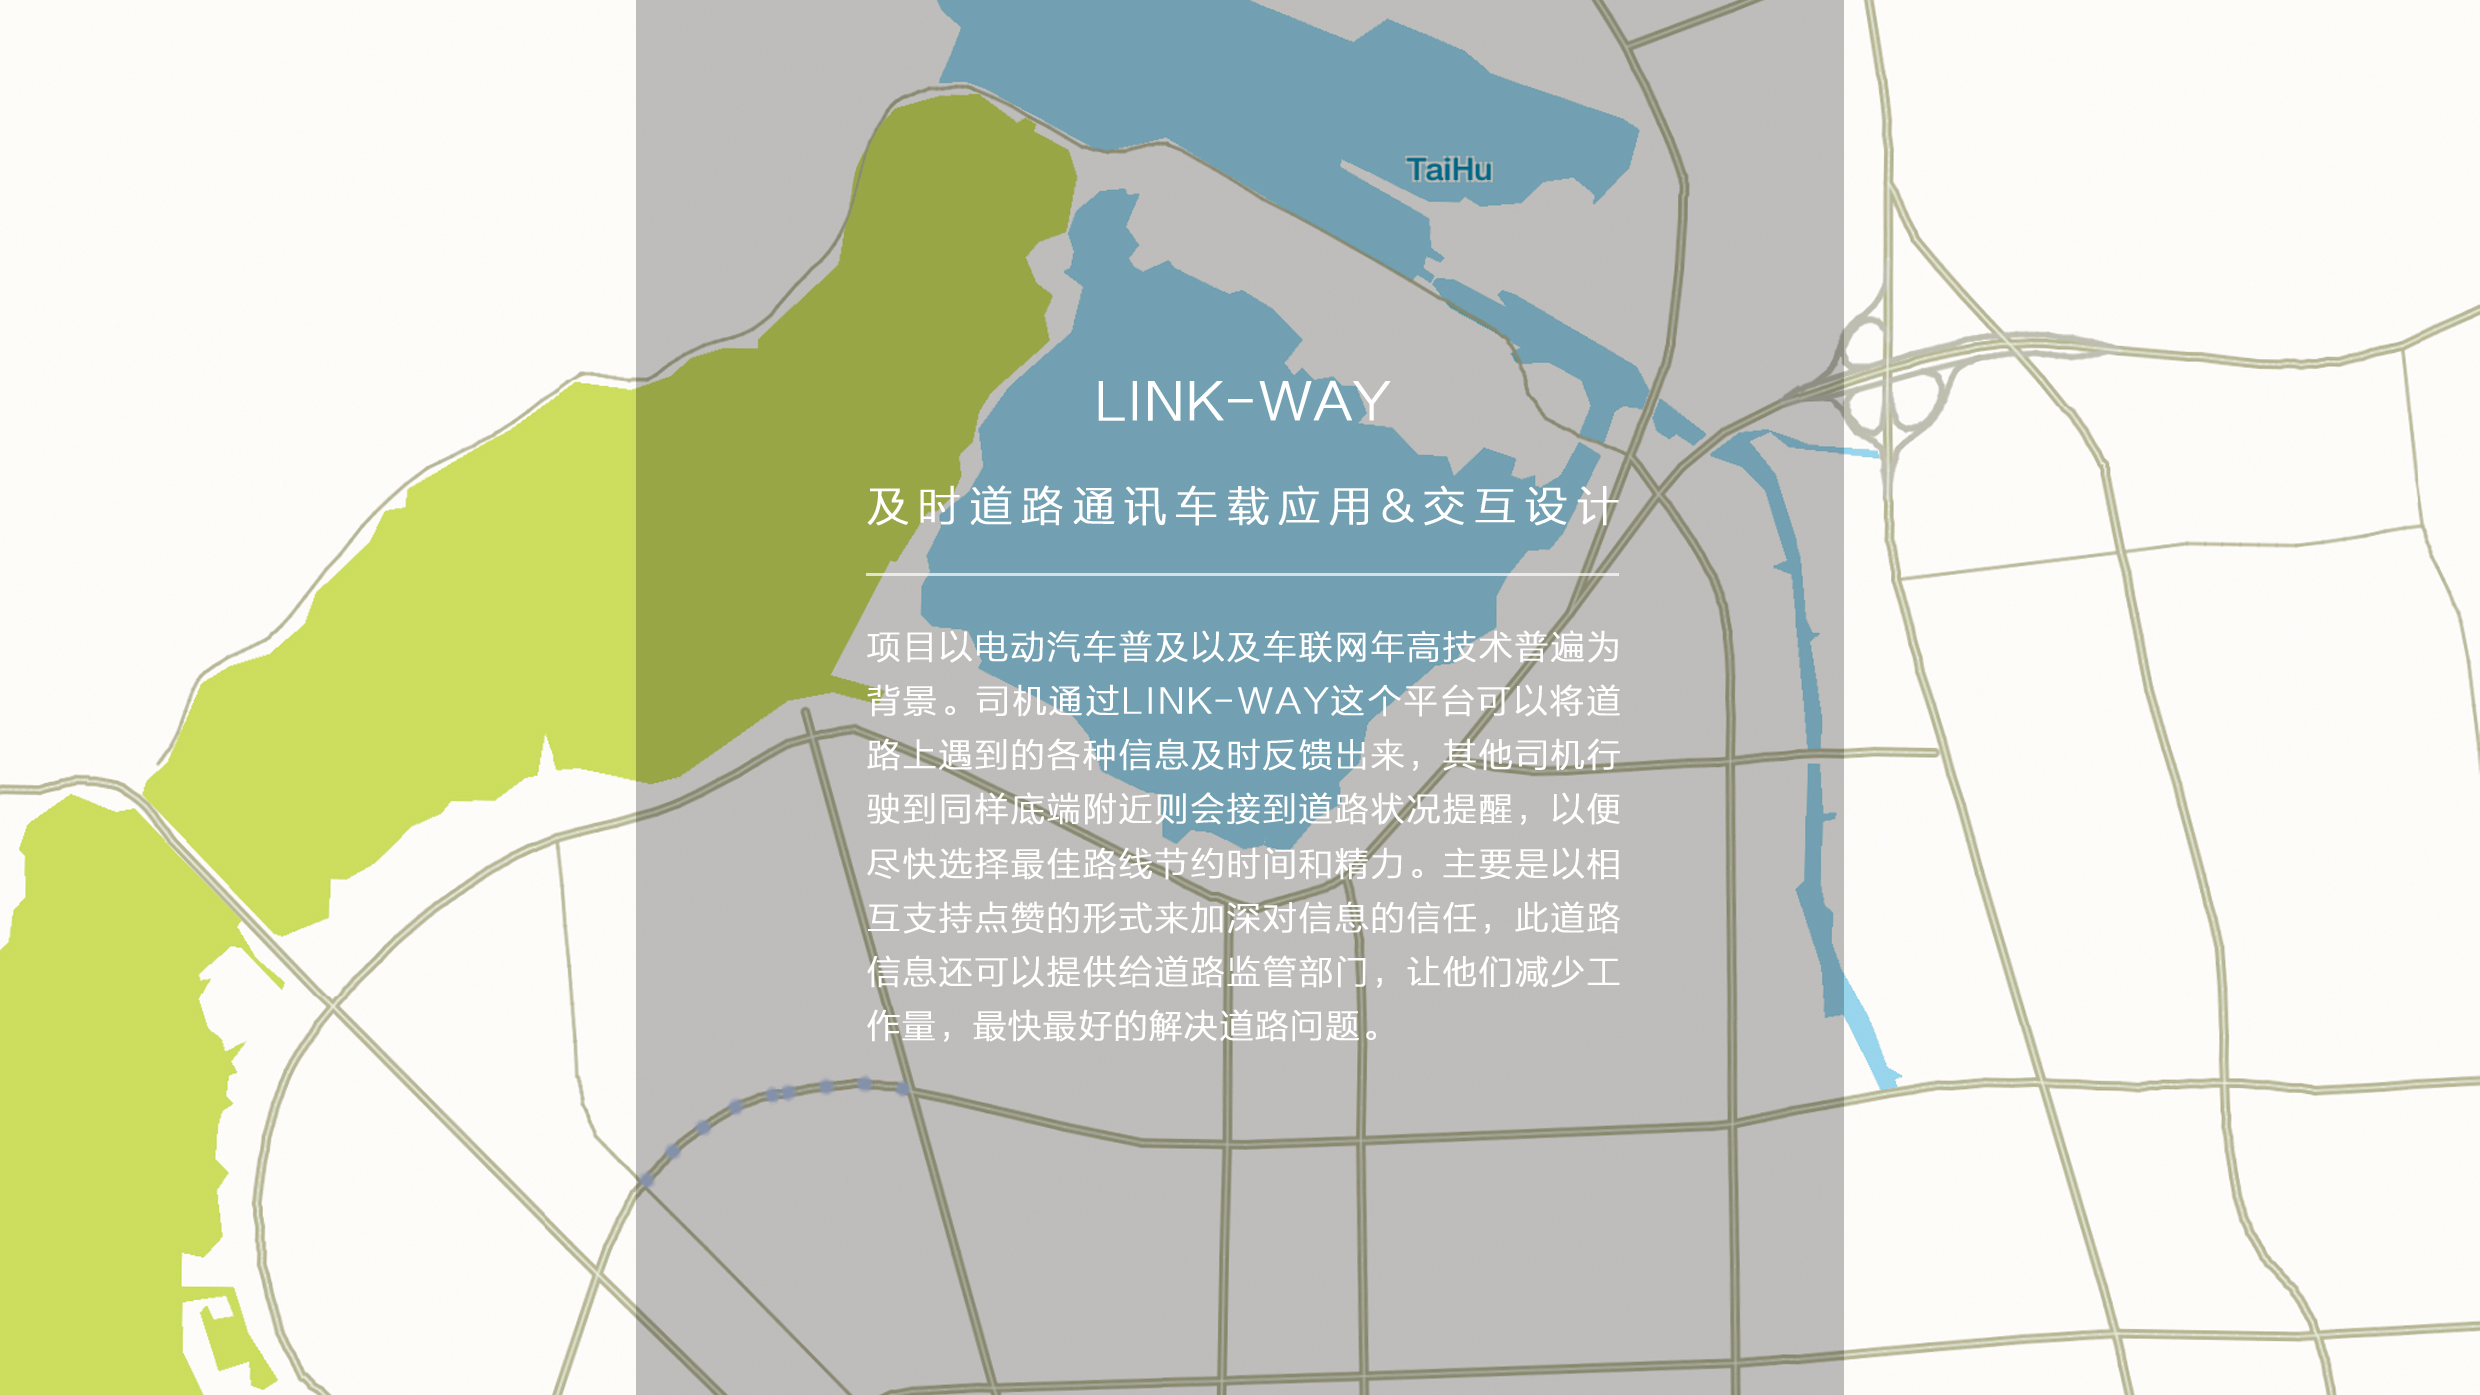 TaiHu
LINK-WAY
及时道路通讯车载应用&交互设计
项目以电动汽车普及以及车联网年高技术普遍为
背景。司机通过LINK-WAY这个平台可以将道
路上遇到的各种信息及时反馈出来，其他司机行
驶到同样底端附近则会接到道路状况提醒，以便
尽快选择最佳路线节约时间和精力。主要是以相
互支持点赞的形式来加深对信息的信任，此道路
信息还可以提供给道路监管部门，让他们减少工
作量，最快最好的解决道路问题。